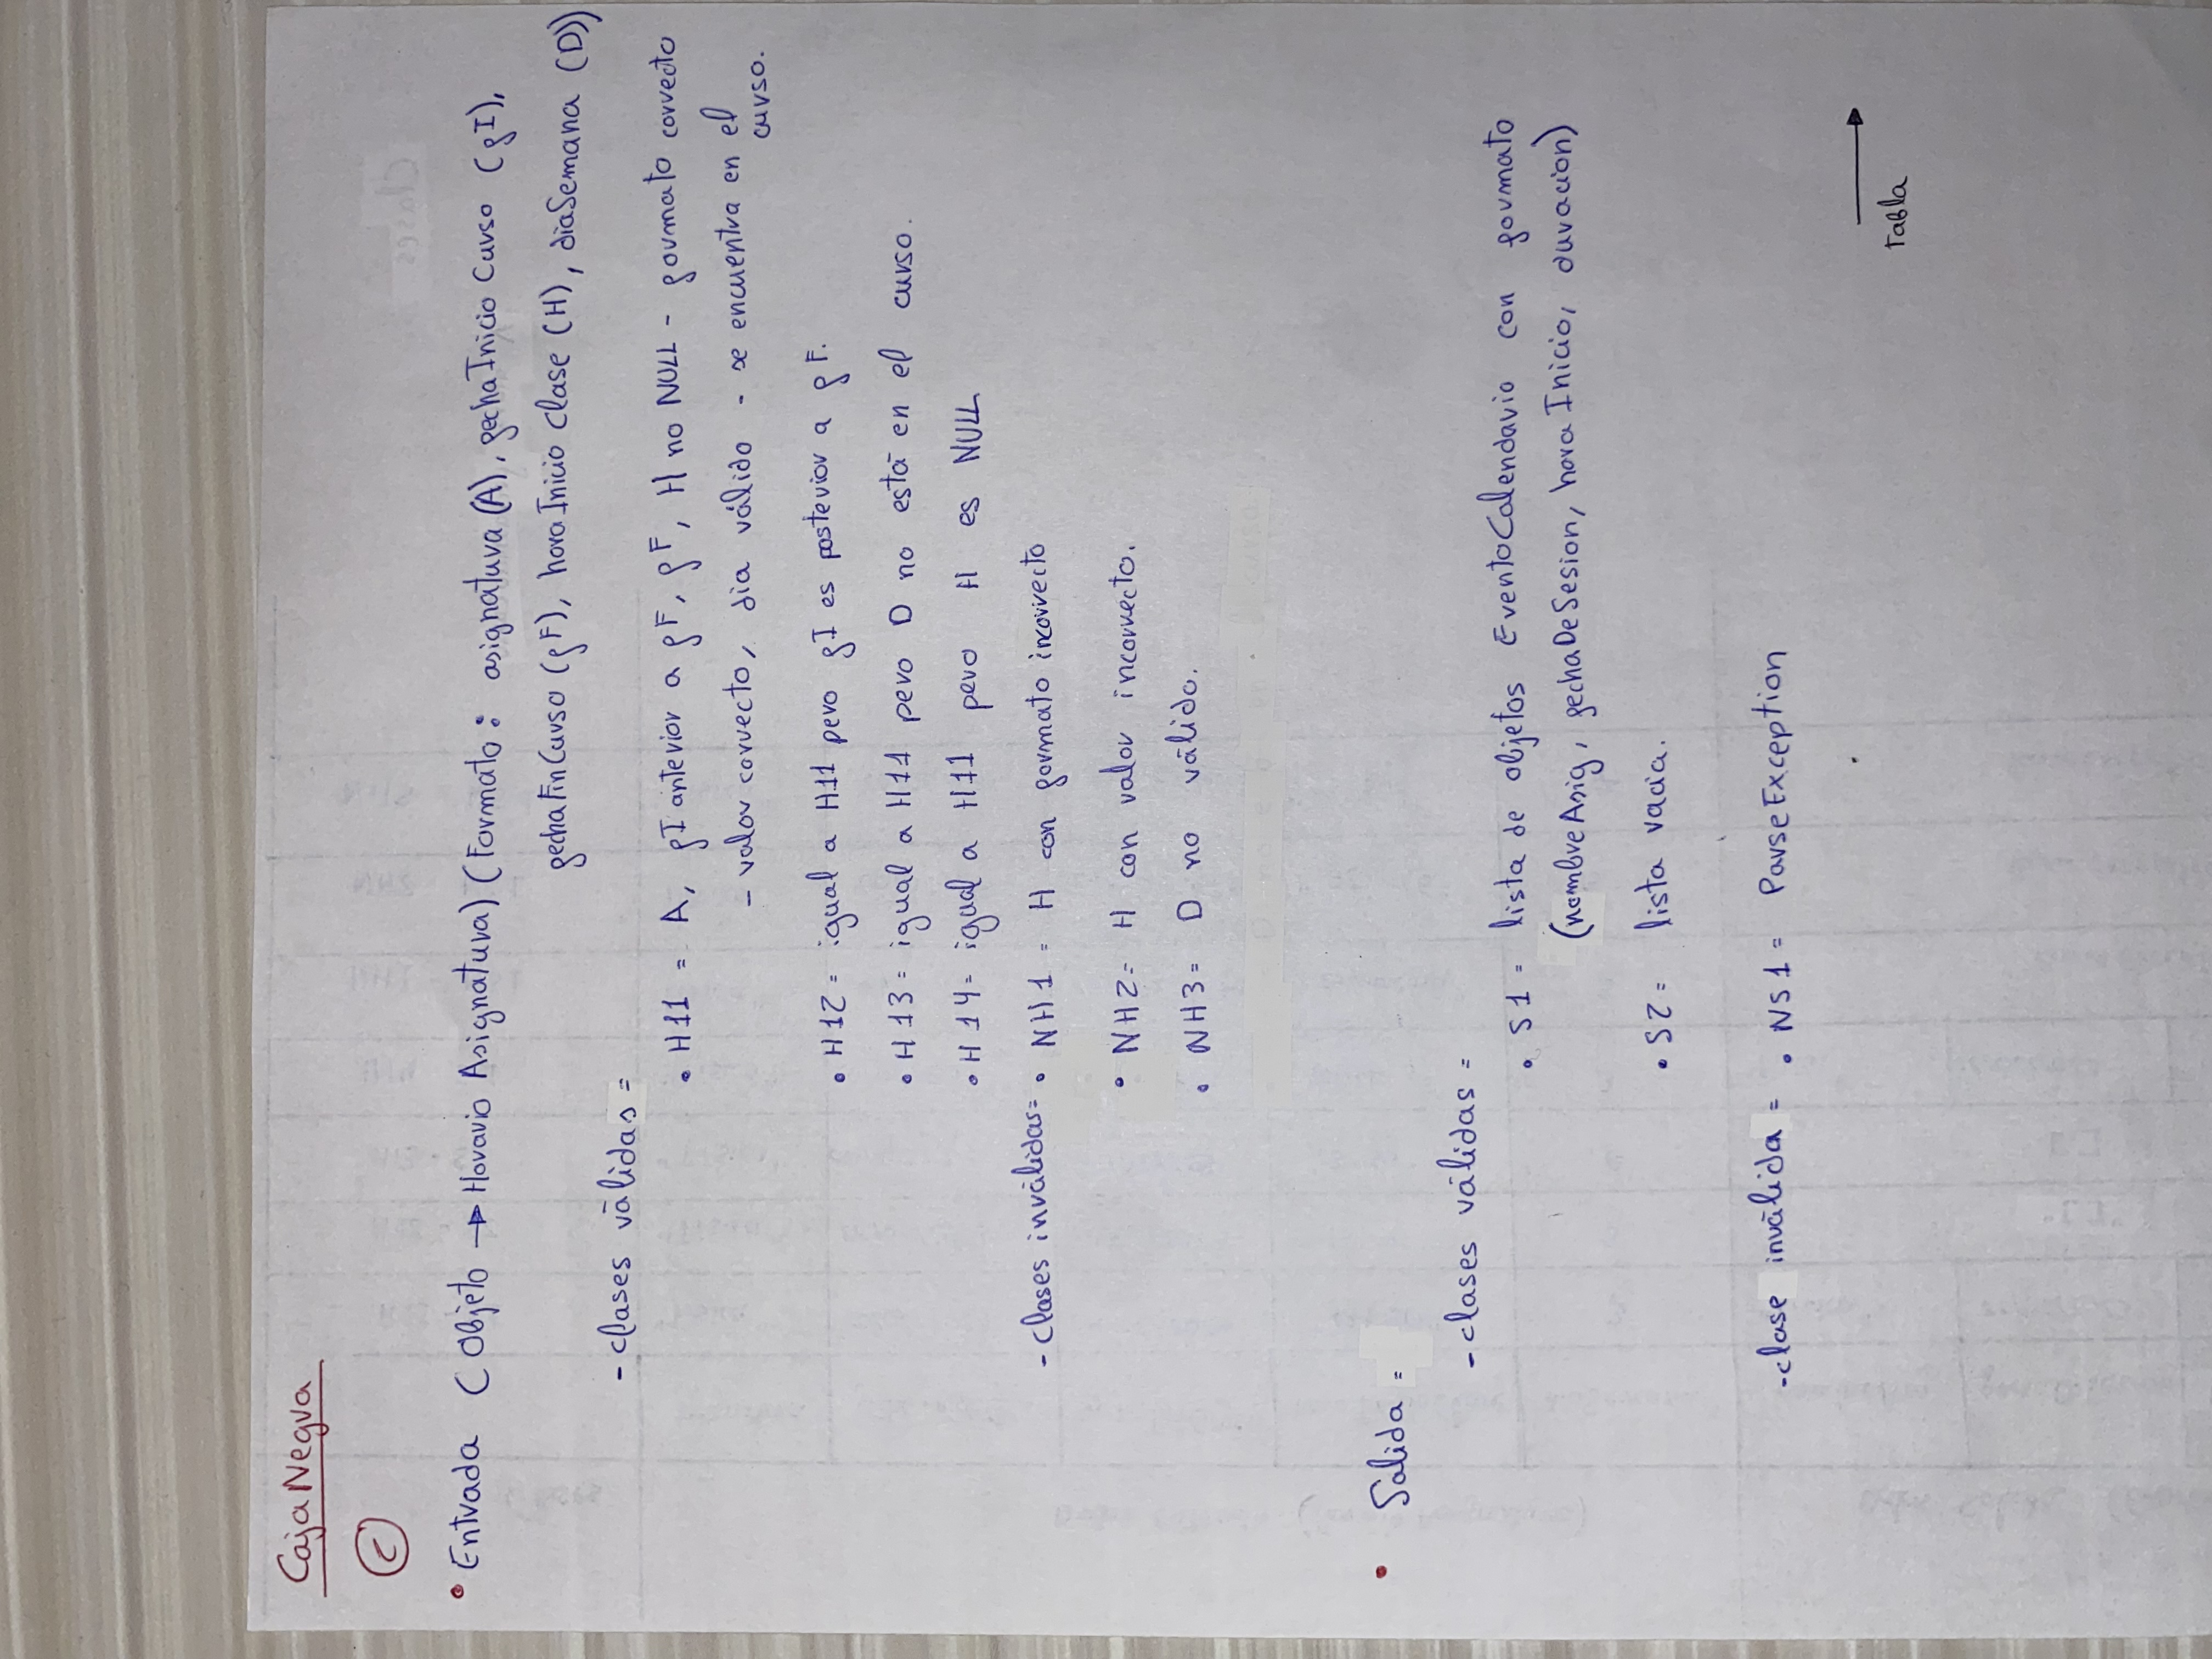 Caja Negra
C
• Entrada (Objeto → Horario Asignatura) (Formato: asignatura (A), fechaInicio Curso (fI),
fechaFinCurso (fF), horaInicio Clase (H), diaSemana (D))
- clases válidas =
• H11 = A, fI anterior a fF, fF, H no NULL - formato correcto
- valor correcto, dia válido - se encuentra en el
curso.
• H12 = igual a H11 pero fI es posterior a fF.
• H13 = igual a H11 pero D no está en el curso.
• H14 = igual a H11 pero H es NULL
- clases inválidas = • NH1 = H con formato incorrecto
• NH2 = H con valor incorrecto.
• NH3 = D no válido.
• Salida =
- clases válidas =
• S1 = lista de objetos EventoCalendario con formato
(nombreAsig, fechaDeSesion, hora Inicio, duracion)
• S2 = lista vacia.
- clase inválida = • NS1 = ParseException
→
Tabla